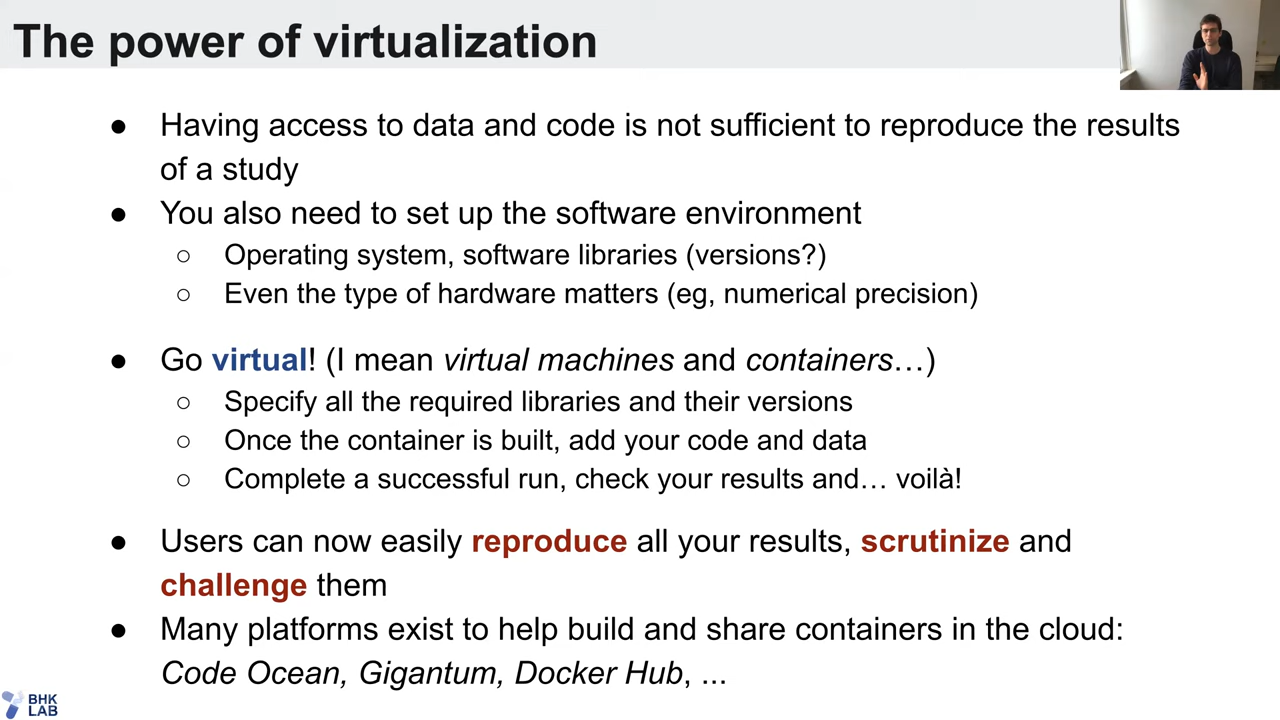 The power of virtualization
● Having access to data and code is not sufficient to reproduce the results
of a study
● You also need to set up the software environment
○ Operating system, software libraries (versions?)
○ Even the type of hardware matters (eg, numerical precision)
● Go virtual! (I mean virtual machines and containers…)
○ Specify all the required libraries and their versions
○ Once the container is built, add your code and data
○ Complete a successful run, check your results and… voilà!
● Users can now easily reproduce all your results, scrutinize and
challenge them
● Many platforms exist to help build and share containers in the cloud:
Code Ocean, Gigantum, Docker Hub, ...
BHK
LAB